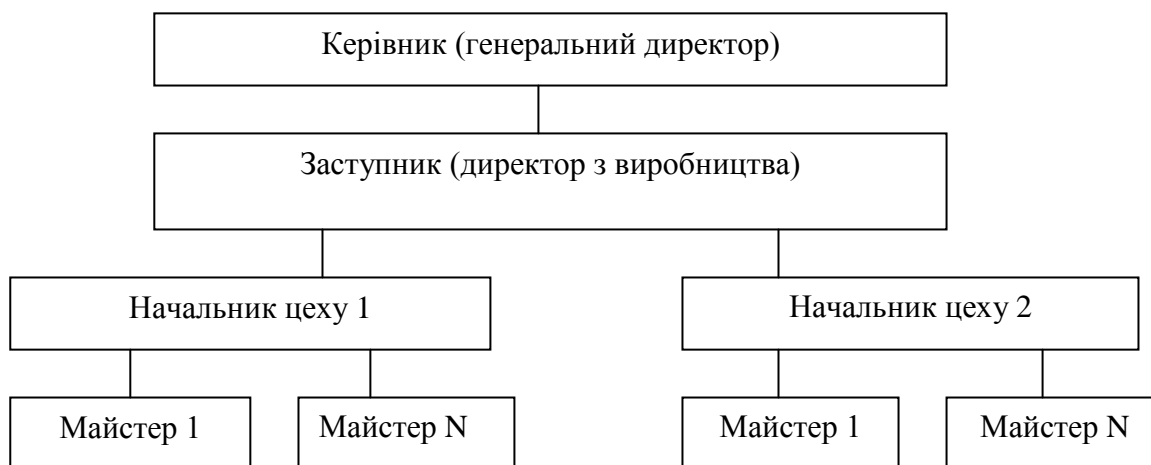 Керівник (генеральний директор)
Заступник (директор з виробництва)
Начальник цеху 1
Начальник цеху 2
Майстер 1
Майстер N
Майстер 1
Майстер N